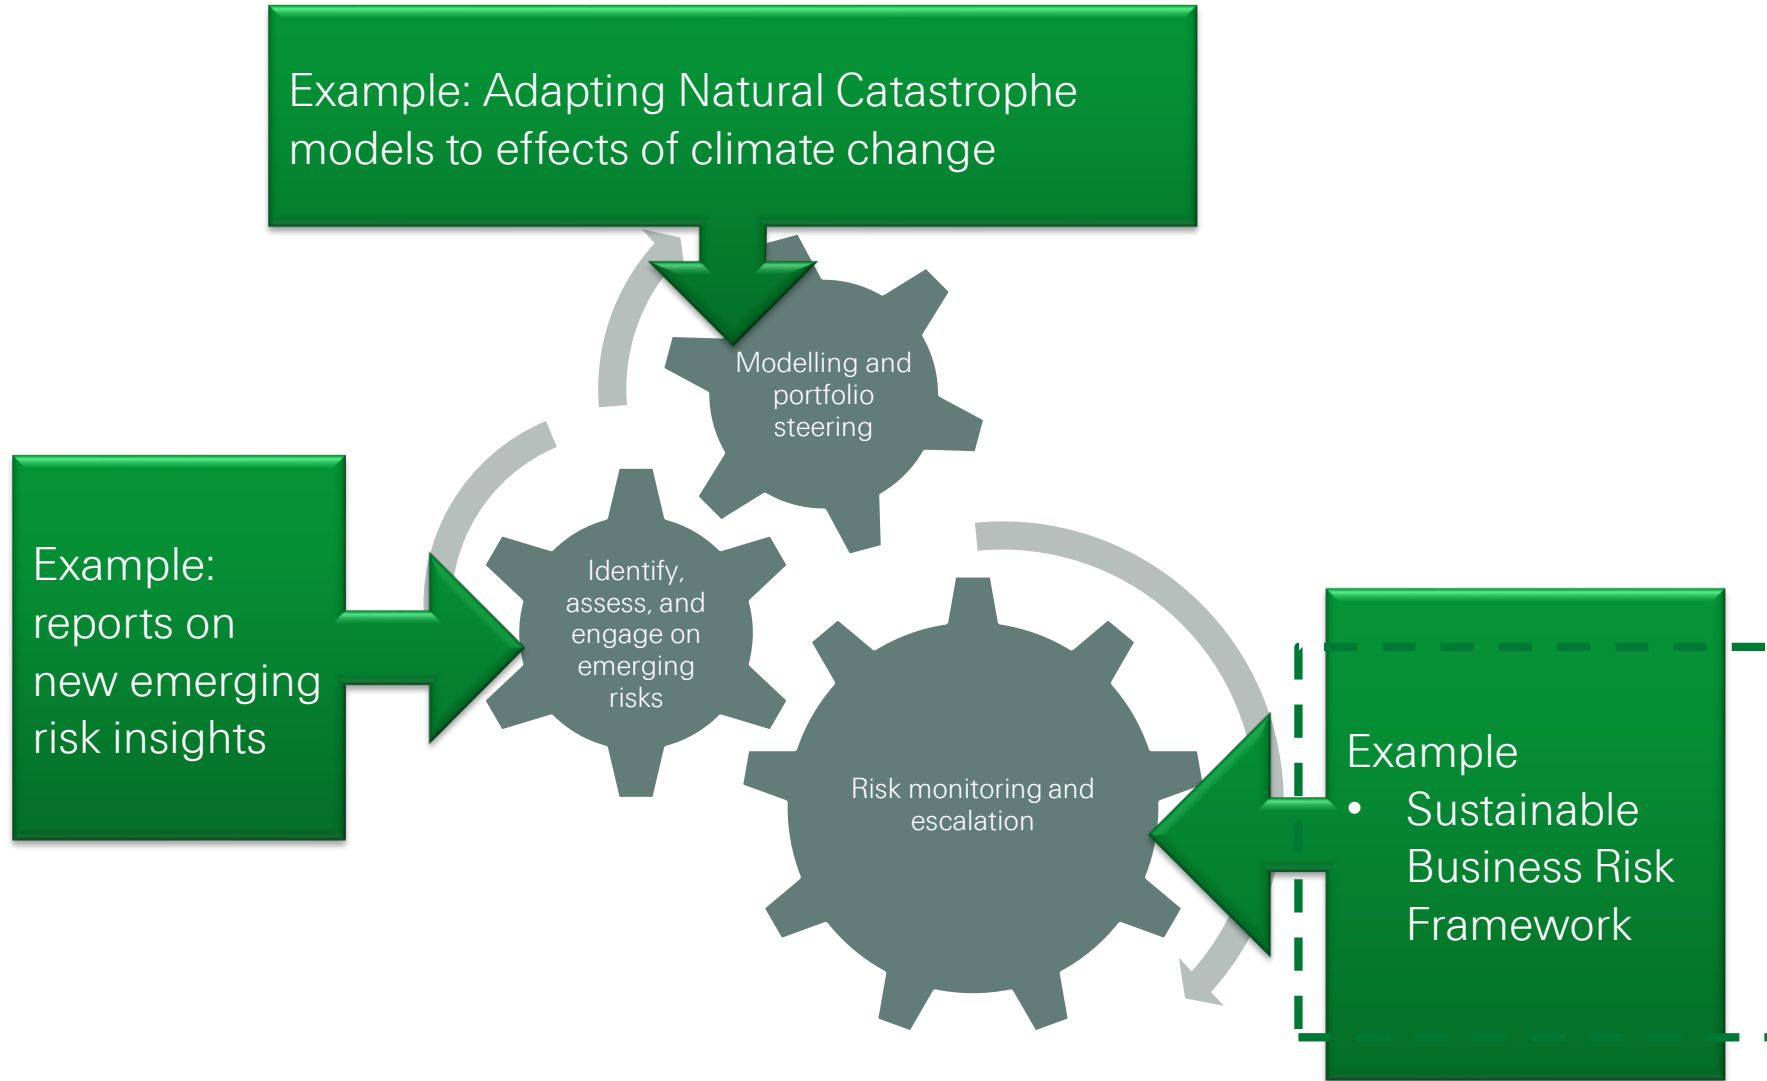 Example: Adapting Natural Catastrophe
models to effects of climate change
Modelling and
portfolio
steering
Example:
reports on
new emerging
risk insights
Identify,
assess, and
engage on
emerging
risks
Risk monitoring and
escalation
Example
• Sustainable
Business Risk
Framework